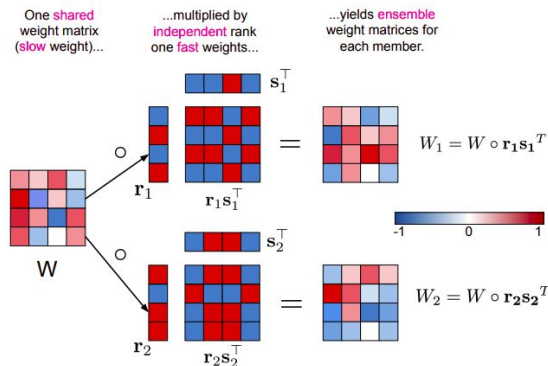 One shared
weight matrix
(slow weight)...
...multiplied by
independent rank
one fast weights...
...yields ensemble
weight matrices for
each member.
s₁⊤
r₁
r₁s₁⊤
=
W₁ = W ∘ r₁s₁ᵀ
W
-1 0 1
s₂⊤
r₂
r₂s₂⊤
=
W₂ = W ∘ r₂s₂ᵀ